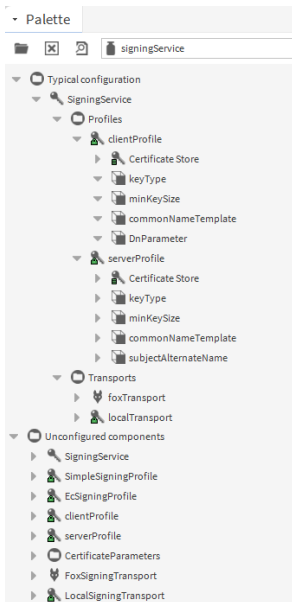 Palette
signingService
Typical configuration
SigningService
Profiles
clientProfile
Certificate Store
keyType
minKeySize
commonNameTemplate
DnParameter
serverProfile
Certificate Store
keyType
minKeySize
commonNameTemplate
subjectAlternateName
Transports
foxTransport
localTransport
Unconfigured components
SigningService
SimpleSigningProfile
EcSigningProfile
clientProfile
serverProfile
CertificateParameters
FoxSigningTransport
LocalSigningTransport